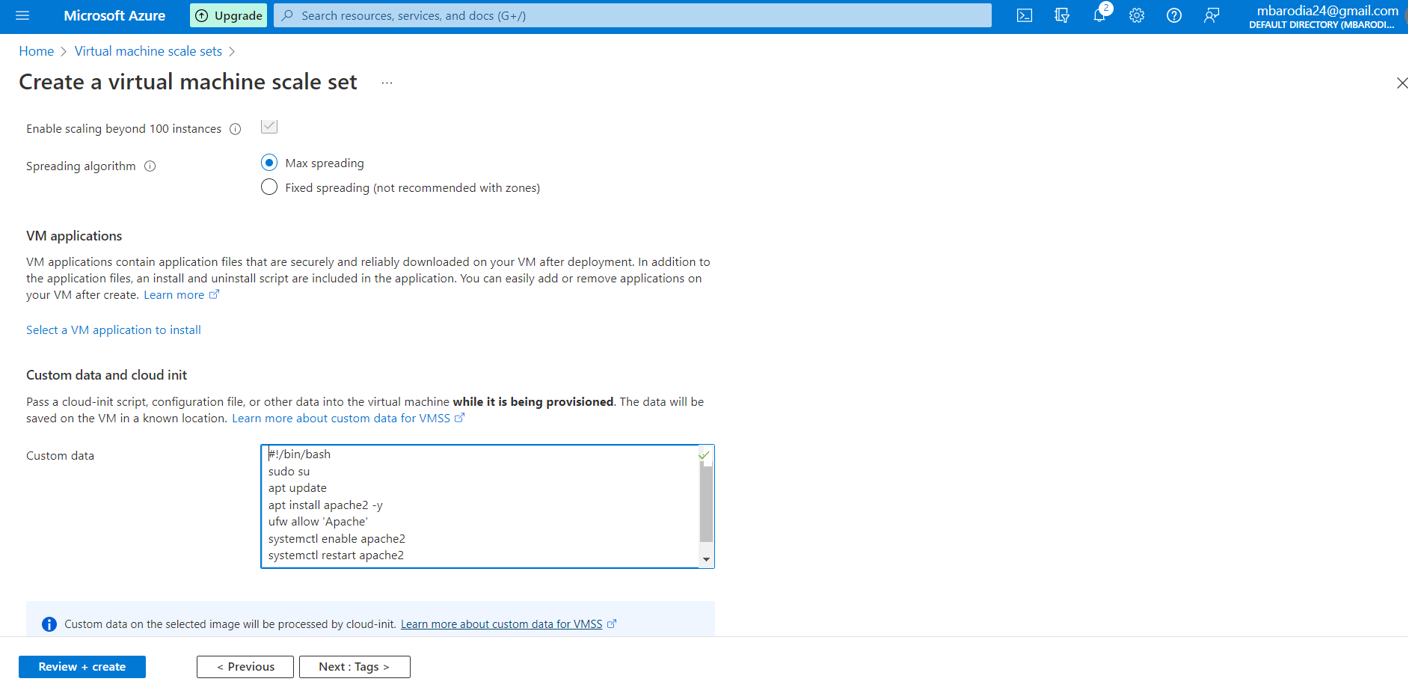 Microsoft Azure
Upgrade
Search resources, services, and docs (G+/)
2
mbarodia24@gmail.com
DEFAULT DIRECTORY (MBARODI...
Home > Virtual machine scale sets >
Create a virtual machine scale set ...
Enable scaling beyond 100 instances
Spreading algorithm
Max spreading
Fixed spreading (not recommended with zones)
VM applications
VM applications contain application files that are securely and reliably downloaded on your VM after deployment. In addition to
the application files, an install and uninstall script are included in the application. You can easily add or remove applications on
your VM after create. Learn more
Select a VM application to install
Custom data and cloud init
Pass a cloud-init script, configuration file, or other data into the virtual machine while it is being provisioned. The data will be
saved on the VM in a known location. Learn more about custom data for VMSS
Custom data
#!/bin/bash
sudo su
apt update
apt install apache2 -y
ufw allow 'Apache'
systemctl enable apache2
systemctl restart apache2
Custom data on the selected image will be processed by cloud-init. Learn more about custom data for VMSS
Review + create
< Previous
Next : Tags >